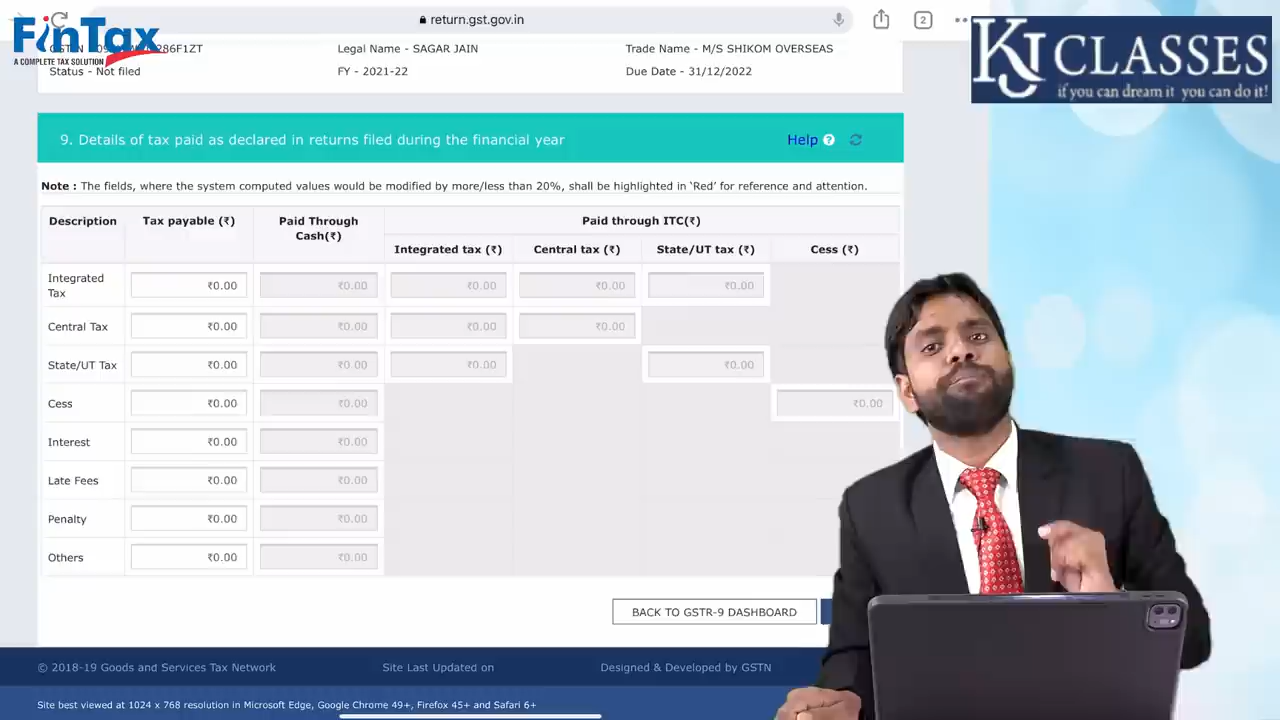 return.gst.gov.in
2
FinTax
A COMPLETE TAX SOLUTION
KJ CLASSES
if you can dream it you can do it!
Legal Name - SAGAR JAIN
Trade Name - M/S SHIKOM OVERSEAS
Status - Not filed
FY - 2021-22
Due Date - 31/12/2022
9. Details of tax paid as declared in returns filed during the financial year
Help ?
Note : The fields, where the system computed values would be modified by more/less than 20%, shall be highlighted in ‘Red’ for reference and attention.
Description Tax payable (₹) Paid Through Cash(₹) Paid through ITC(₹)
Integrated tax (₹) Central tax (₹) State/UT tax (₹) Cess (₹)
Integrated Tax ₹0.00 ₹0.00 ₹0.00 ₹0.00 ₹0.00
Central Tax ₹0.00 ₹0.00 ₹0.00 ₹0.00
State/UT Tax ₹0.00 ₹0.00 ₹0.00 ₹0.00
Cess ₹0.00 ₹0.00 ₹0.00
Interest ₹0.00 ₹0.00
Late Fees ₹0.00 ₹0.00
Penalty ₹0.00 ₹0.00
Others ₹0.00 ₹0.00
BACK TO GSTR-9 DASHBOARD
© 2018-19 Goods and Services Tax Network
Site Last Updated on
Designed & Developed by GSTN
Site best viewed at 1024 x 768 resolution in Microsoft Edge, Google Chrome 49+, Firefox 45+ and Safari 6+